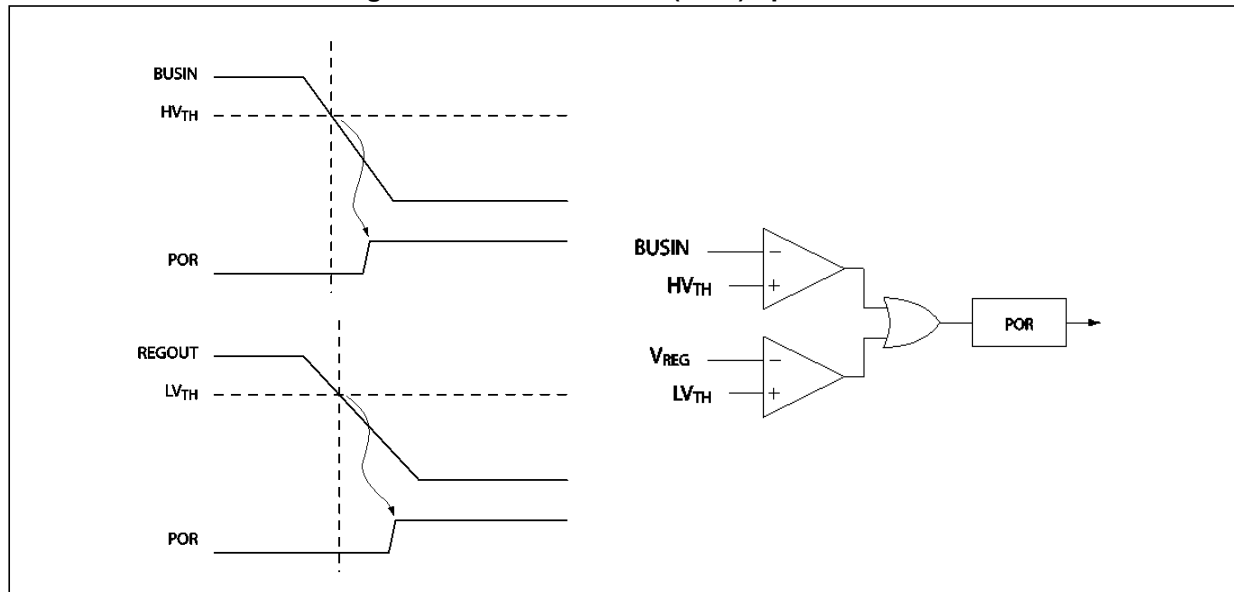 BUSIN
HVTH
POR
REGOUT
LVTH
POR
BUSIN
−
HVTH
+
VREG
−
LVTH
+
POR